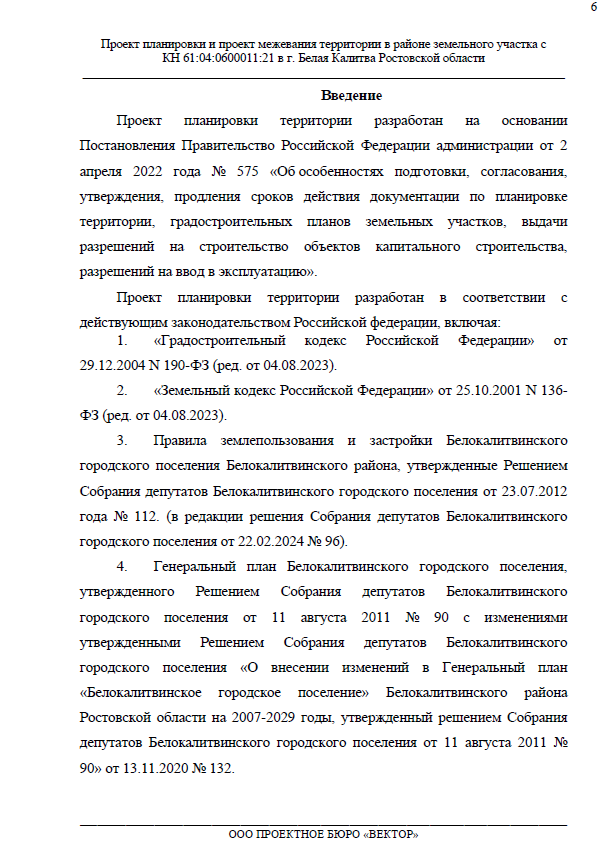 6
Проект планировки и проект межевания территории в районе земельного участка с
КН 61:04:0600011:21 в г. Белая Калитва Ростовской области
Введение
Проект планировки территории разработан на основании
Постановления Правительство Российской Федерации администрации от 2
апреля 2022 года № 575 «Об особенностях подготовки, согласования,
утверждения, продления сроков действия документации по планировке
территории, градостроительных планов земельных участков, выдачи
разрешений на строительство объектов капитального строительства,
разрешений на ввод в эксплуатацию».
Проект планировки территории разработан в соответствии с
действующим законодательством Российской федерации, включая:
1. «Градостроительный кодекс Российской Федерации» от
29.12.2004 N 190-ФЗ (ред. от 04.08.2023).
2. «Земельный кодекс Российской Федерации» от 25.10.2001 N 136-
ФЗ (ред. от 04.08.2023).
3. Правила землепользования и застройки Белокалитвинского
городского поселения Белокалитвинского района, утвержденные Решением
Собрания депутатов Белокалитвинского городского поселения от 23.07.2012
года № 112. (в редакции решения Собрания депутатов Белокалитвинского
городского поселения от 22.02.2024 № 96).
4. Генеральный план Белокалитвинского городского поселения,
утвержденного Решением Собрания депутатов Белокалитвинского
городского поселения от 11 августа 2011 № 90 с изменениями
утвержденными Решением Собрания депутатов Белокалитвинского
городского поселения «О внесении изменений в Генеральный план
«Белокалитвинское городское поселение» Белокалитвинского района
Ростовской области на 2007-2029 годы, утвержденный решением Собрания
депутатов Белокалитвинского городского поселения от 11 августа 2011 №
90» от 13.11.2020 № 132.
ООО ПРОЕКТНОЕ БЮРО «ВЕКТОР»